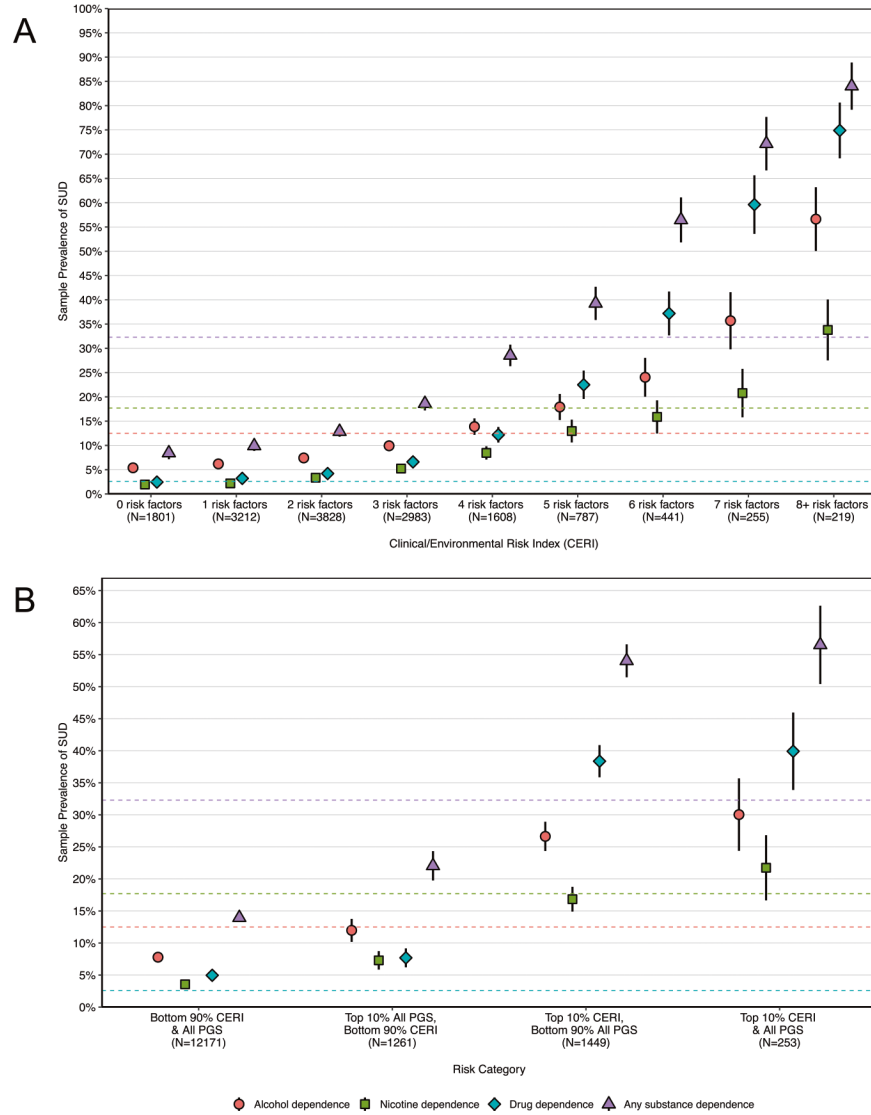 A
100%
95%
90%
85%
80%
75%
70%
65%
60%
55%
50%
45%
40%
35%
30%
25%
20%
15%
10%
5%
0%
Sample Prevalence of SUD
0 risk factors
(N=1801)
1 risk factors
(N=3212)
2 risk factors
(N=3828)
3 risk factors
(N=2983)
4 risk factors
(N=1608)
5 risk factors
(N=787)
6 risk factors
(N=441)
7 risk factors
(N=255)
8+ risk factors
(N=219)
Clinical/Environmental Risk Index (CERI)
B
65%
60%
55%
50%
45%
40%
35%
30%
25%
20%
15%
10%
5%
0%
Sample Prevalence of SUD
Bottom 90% CERI
& All PGS
(N=12171)
Top 10% All PGS,
Bottom 90% CERI
(N=1261)
Top 10% CERI,
Bottom 90% All PGS
(N=1449)
Top 10% CERI
& All PGS
(N=253)
Risk Category
Alcohol dependence
Nicotine dependence
Drug dependence
Any substance dependence